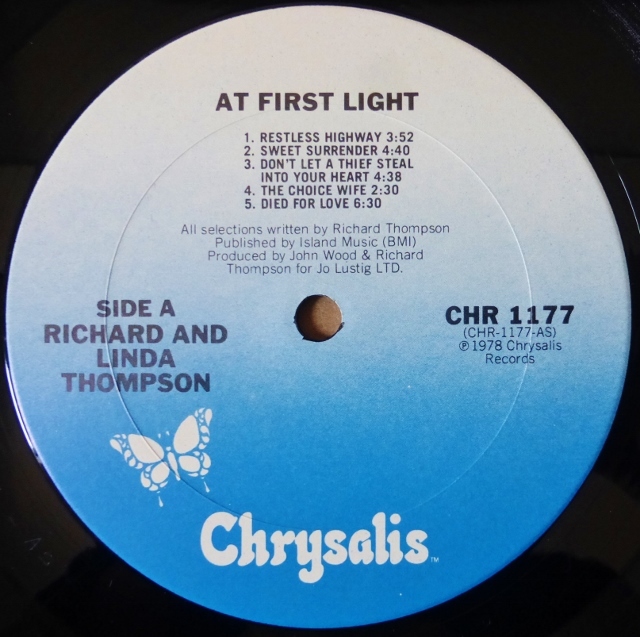 AT FIRST LIGHT
1. RESTLESS HIGHWAY 3:52
2. SWEET SURRENDER 4:40
3. DON'T LET A THIEF STEAL
INTO YOUR HEART 4:38
4. THE CHOICE WIFE 2:30
5. DIED FOR LOVE 6:30
All selections written by Richard Thompson
Published by Island Music (BMI)
Produced by John Wood & Richard
Thompson for Jo Lustig LTD.
SIDE A
RICHARD AND
LINDA
THOMPSON
CHR 1177
(CHR-1177-AS)
℗ 1978 Chrysalis
Records
Chrysalis™